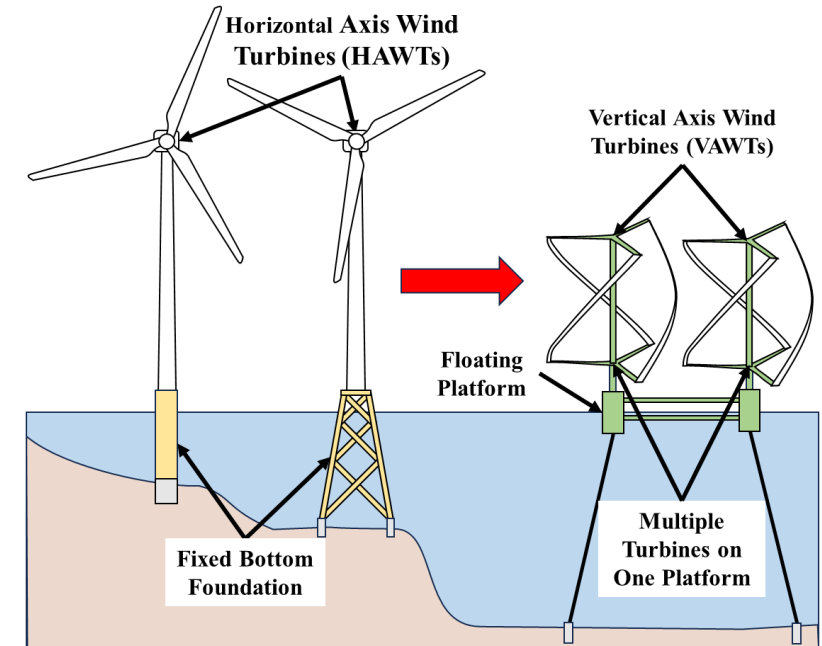 Horizontal Axis Wind
Turbines (HAWTs)
Vertical Axis Wind
Turbines (VAWTs)
Floating
Platform
Fixed Bottom
Foundation
Multiple
Turbines on
One Platform